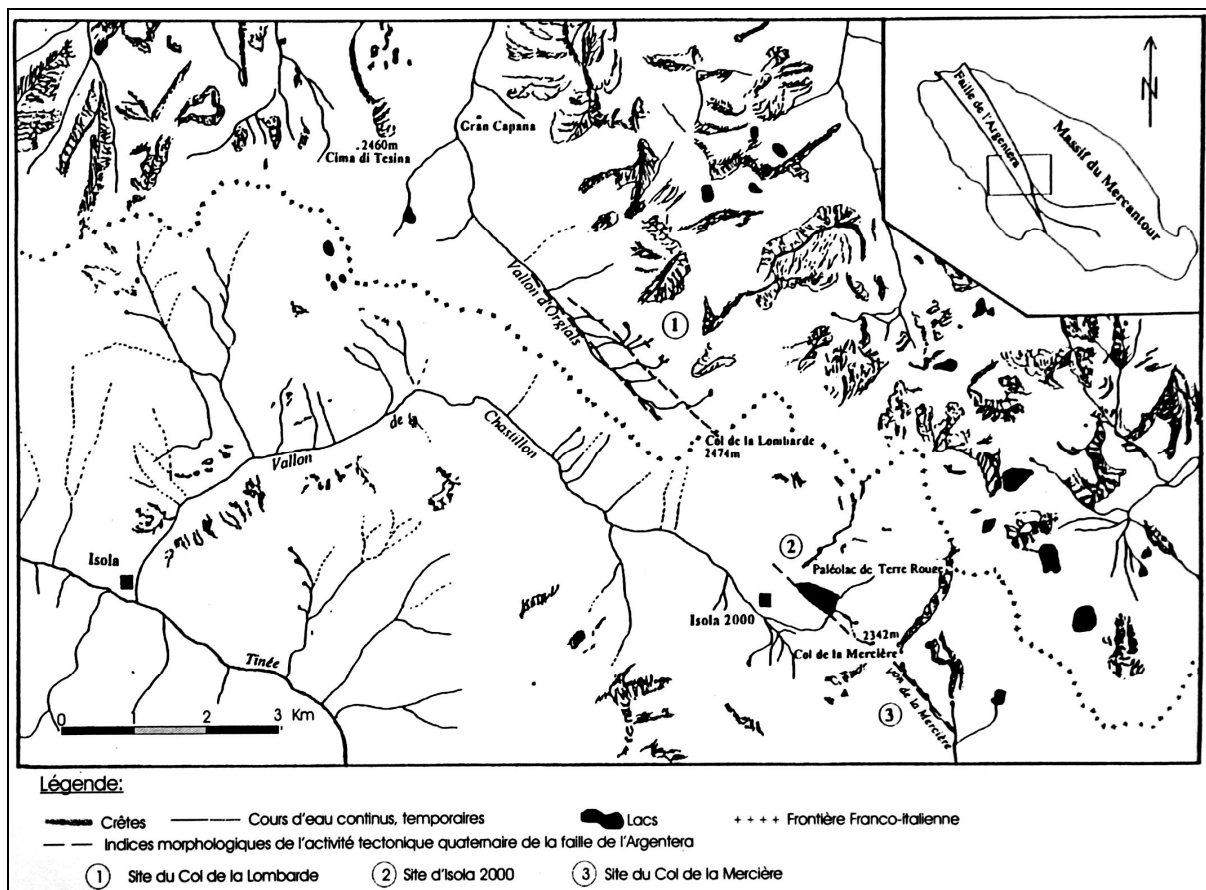 N
Faille de l'Argentera
Massif du Mercantour
Gran Capana
.2460m
Cima di Tesina
Vallon d'Orgials
1
Col de la Lombarde
2474m
Vallon
de la
Chastillon
2
Paléolac de Terre Rouge
Isola
Isola 2000
2342m
Col de la Mercière
de la Mercière
3
Tinée
0 1 2 3 Km
Légende:
Crêtes
Cours d'eau continus, temporaires
Lacs
Frontière Franco-italienne
Indices morphologiques de l'activité tectonique quaternaire de la faille de l'Argentera
1 Site du Col de la Lombarde 2 Site d'Isola 2000 3 Site du Col de la Mercière